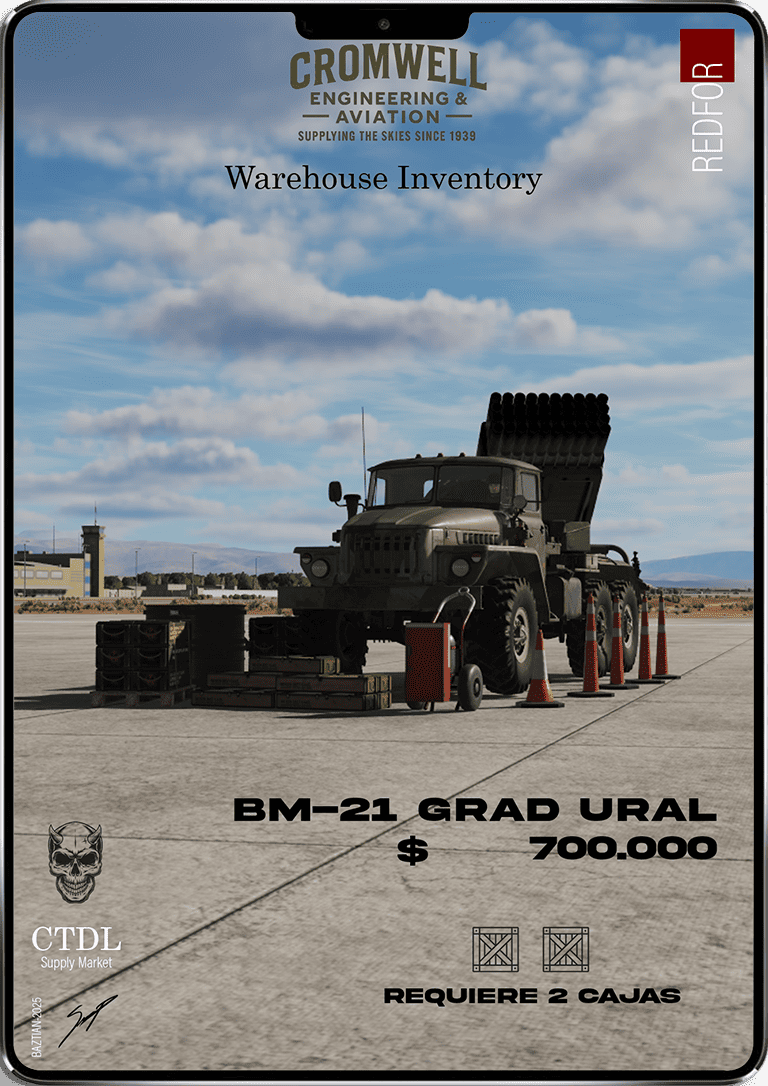 CROMWELL
ENGINEERING &
AVIATION
SUPPLYING THE SKIES SINCE 1939
REDFOR
Warehouse Inventory
BM-21 GRAD URAL
$ 700.000
CTDL
Supply Market
REQUIERE 2 CAJAS
BAZTIAN-2025